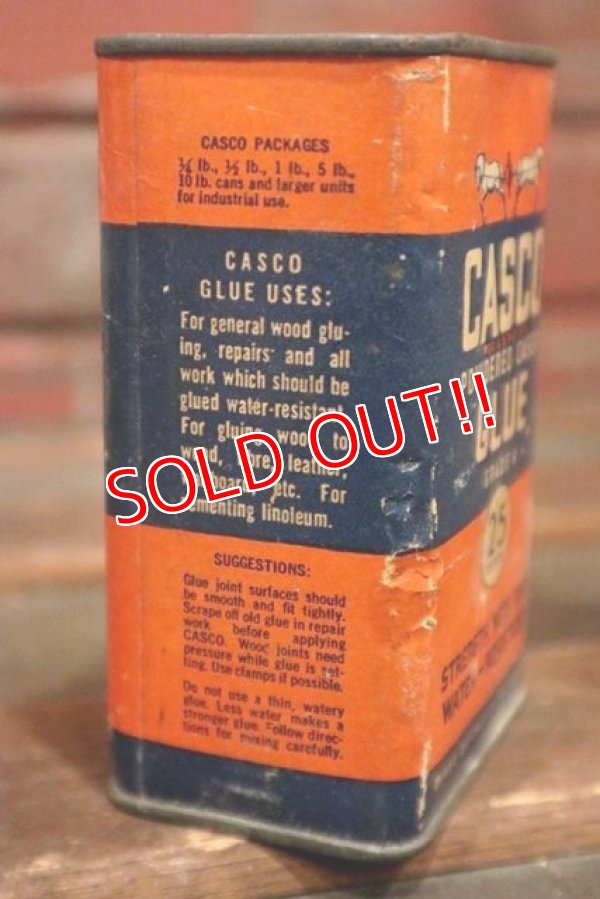 CASCO PACKAGES
¼ lb., ½ lb., 1 lb., 5 lb.,
10 lb. cans and larger units
for industrial use.
CASCO
GLUE USES:
For general wood glu-
ing, repairs and all
work which should be
glued water-resistant.
For gluing wood to
leather,
etc. For
cementing linoleum.
SUGGESTIONS:
Glue joint surfaces should
be smooth and fit tightly.
Scrape off old glue in repair
work before applying
CASCO. Wood joints need
pressure while glue is set-
ting. Use clamps if possible.
Do not use a thin, watery
glue. Less water makes a
stronger glue. Follow direc-
tions for mixing carefully.
CASCO
GLUE
25
SOLD OUT!!